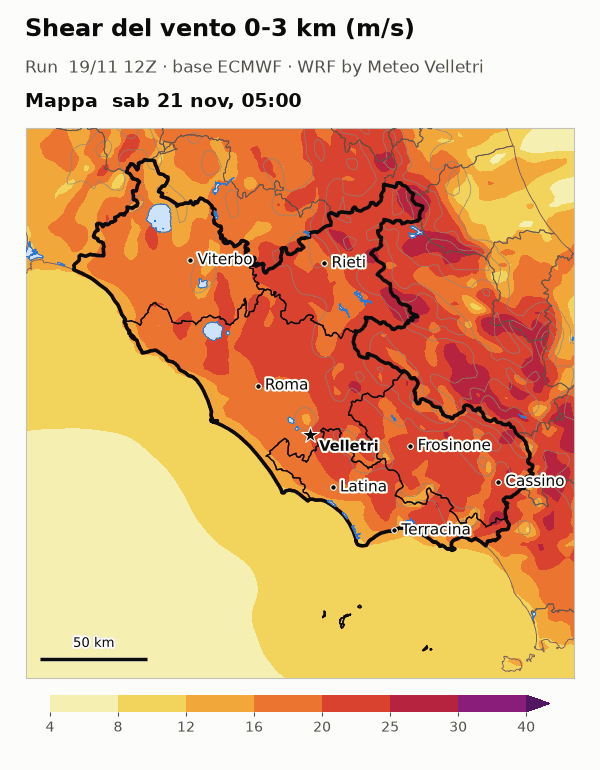 Shear del vento 0-3 km (m/s)
Run  19/11 12Z · base ECMWF · WRF by Meteo Velletri
Mappa  sab 21 nov, 05:00
Viterbo
Rieti
Roma
Velletri
Frosinone
Latina
Cassino
Terracina
50 km
4 8 12 16 20 25 30 40